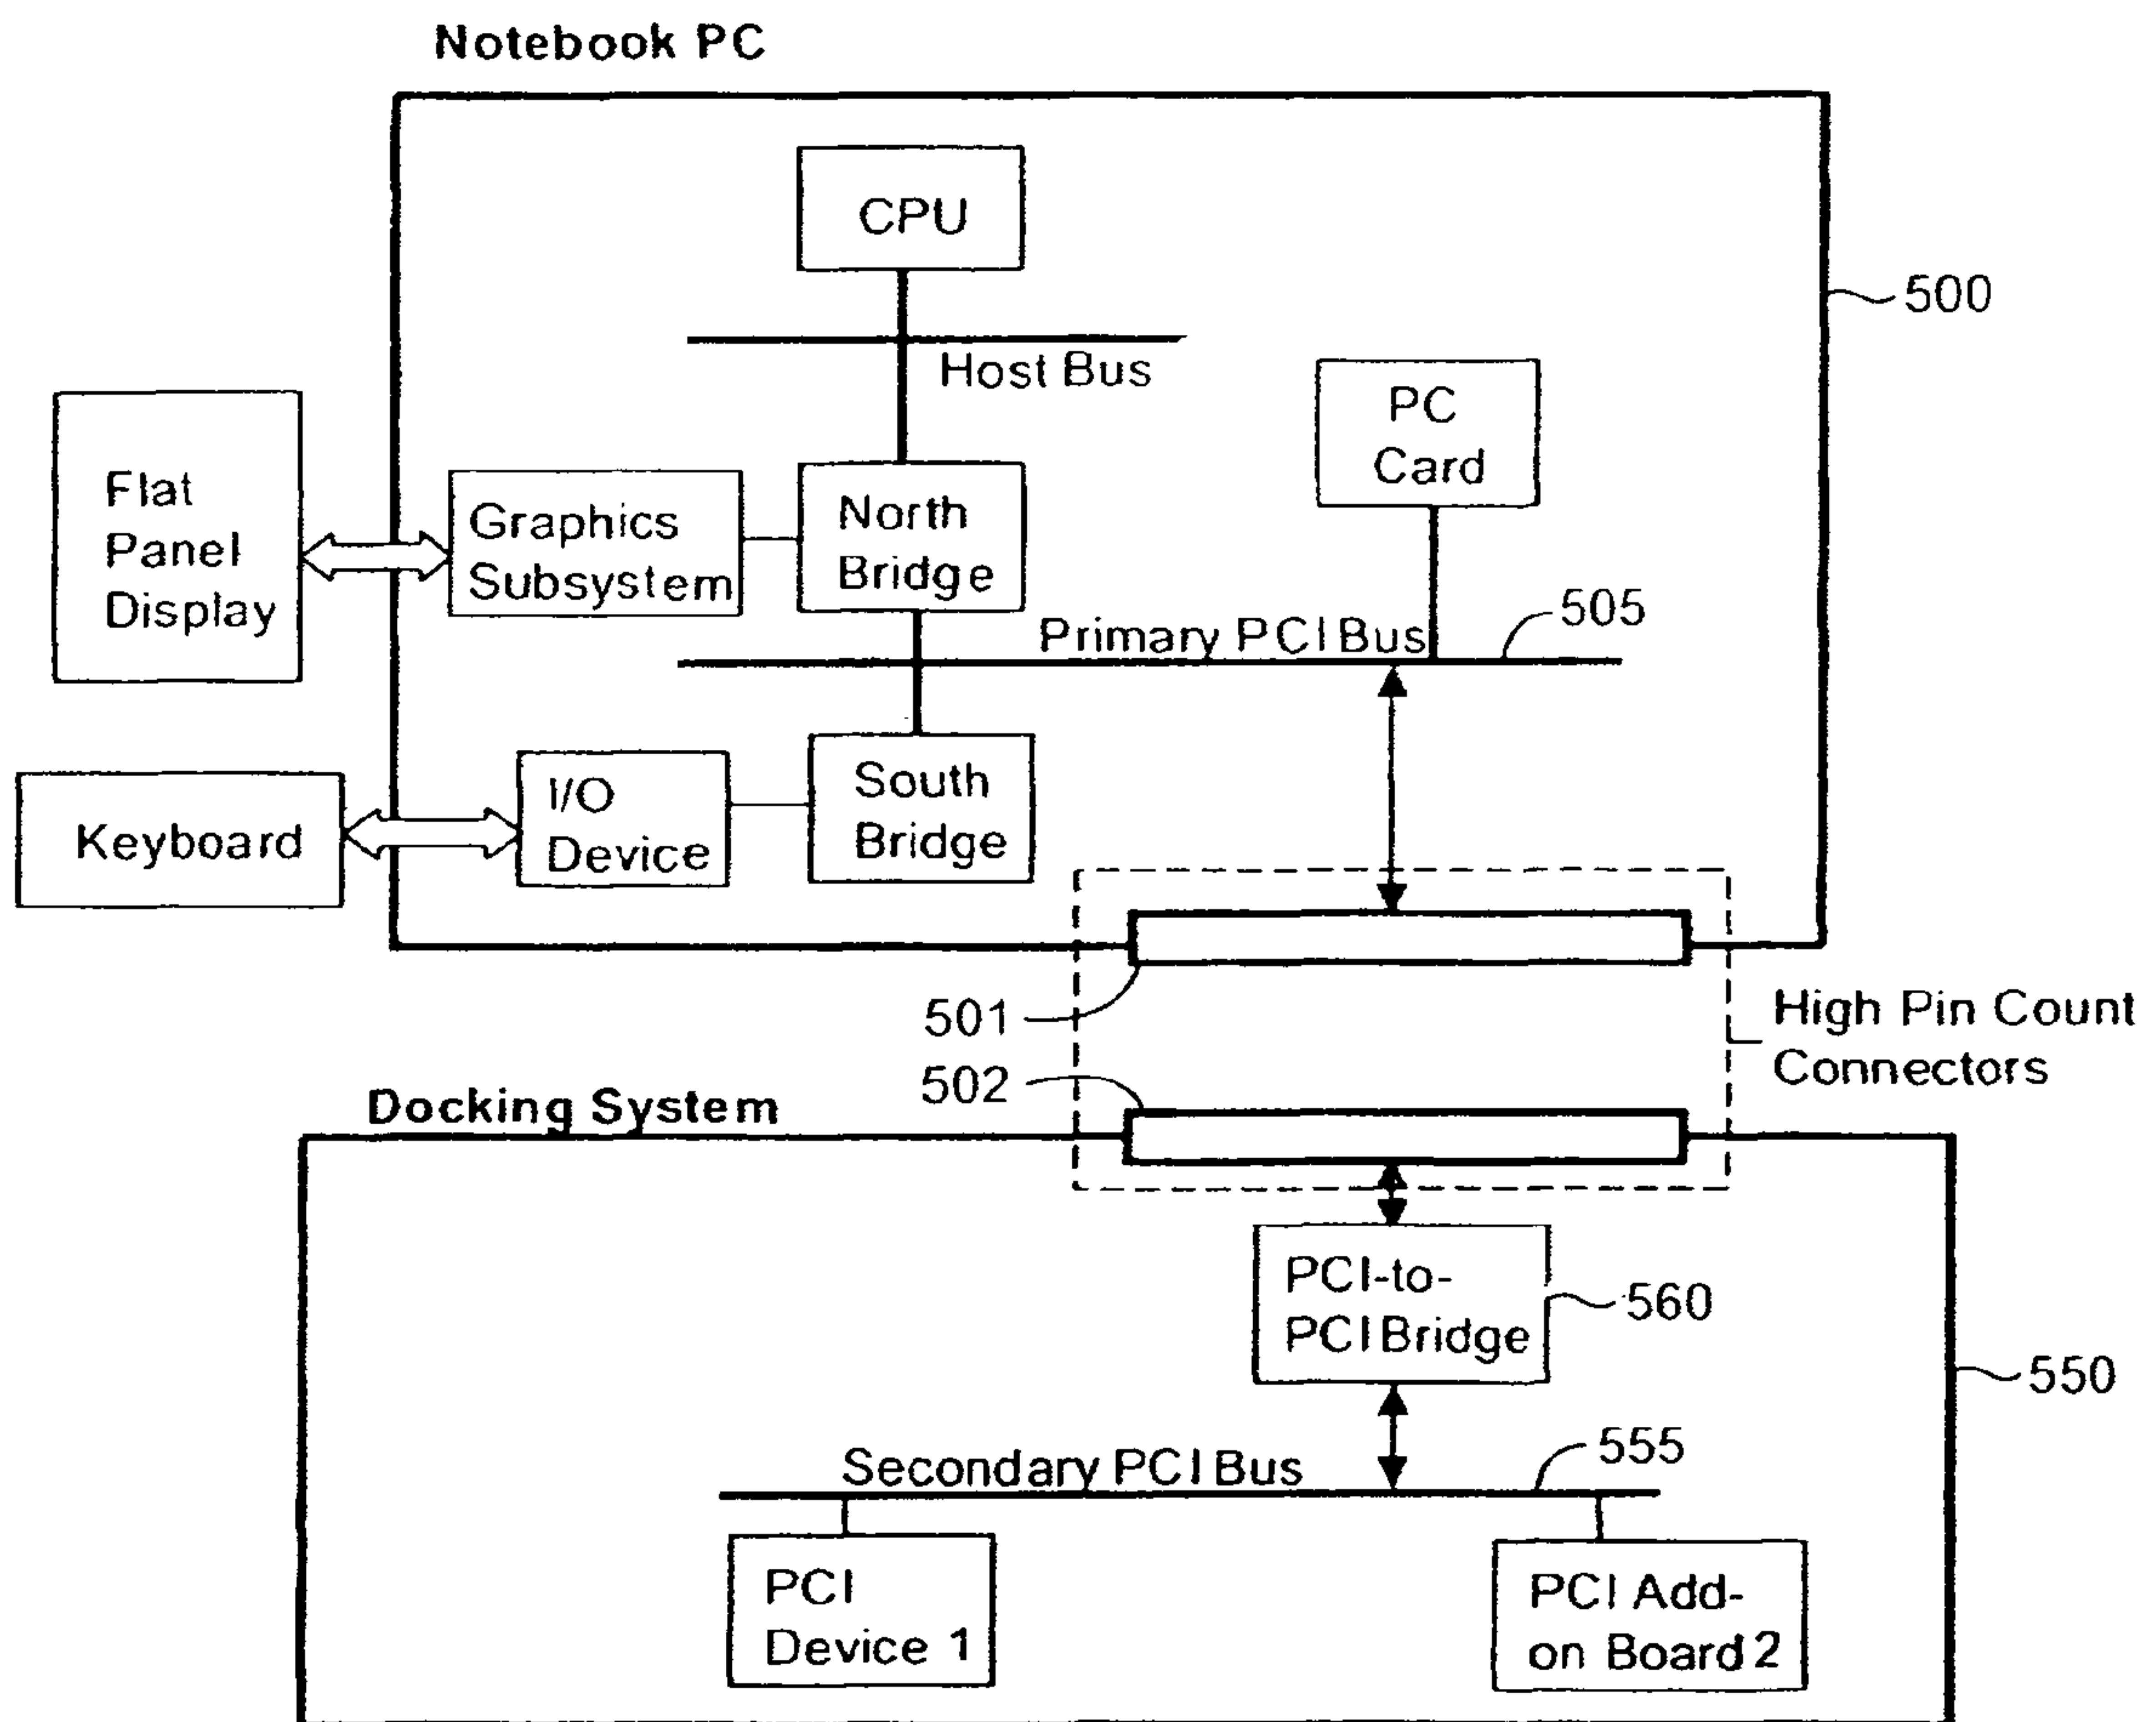 Notebook PC
CPU
500
Host Bus
PC
Card
Flat
Panel
Display
Graphics
Subsystem
North
Bridge
505
Primary PCI Bus
Keyboard
I/O
Device
South
Bridge
501
High Pin Count
Connectors
502
Docking System
PCI-to-
PCI Bridge
560
550
555
Secondary PCI Bus
PCI
Device 1
PCI Add-
on Board 2